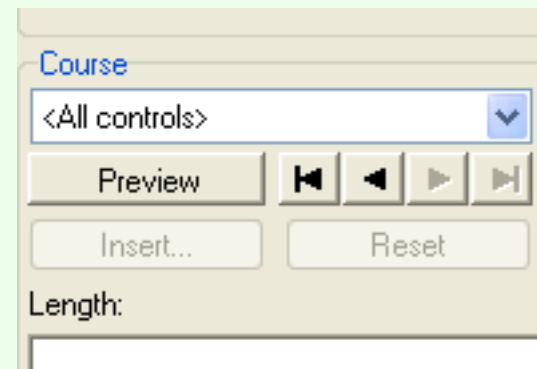 Course
<All controls>
Preview
Insert... Reset
Length: